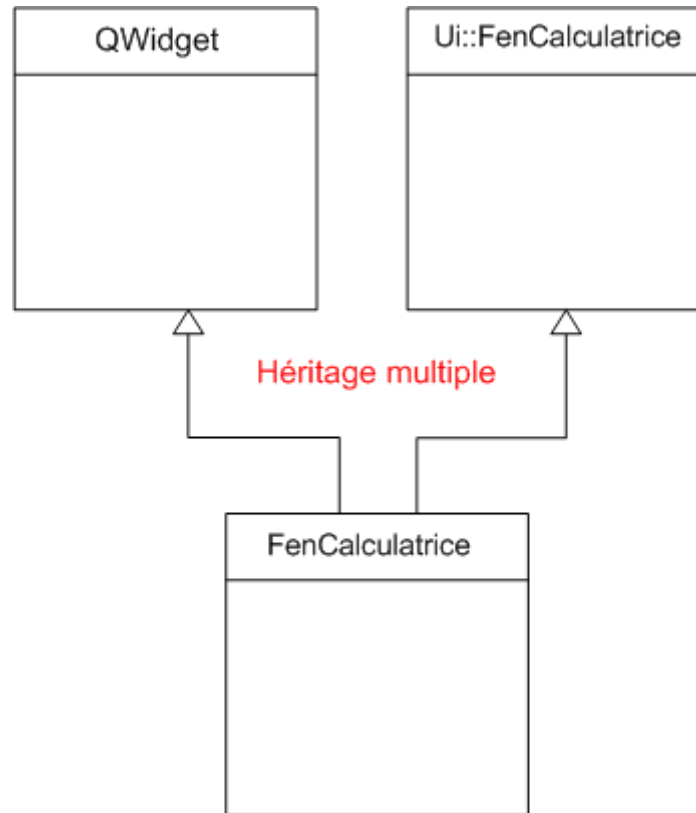 QWidget
Ui::FenCalculatrice
Héritage multiple
FenCalculatrice